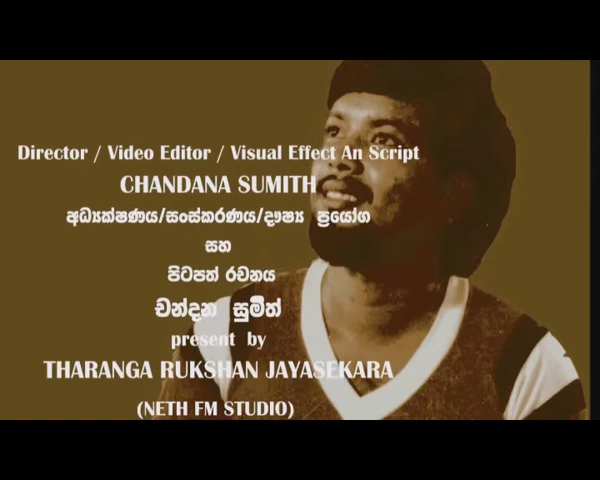 Director / Video Editor / Visual Effect An Script
CHANDANA SUMITH
අධ්‍යක්ෂණය/සංස්කරණය/දෘෂ්‍ය ප්‍රයෝග
සහ
පිටපත් රචනය
චන්දන සුමිත්
present by
THARANGA RUKSHAN JAYASEKARA
(NETH FM STUDIO)